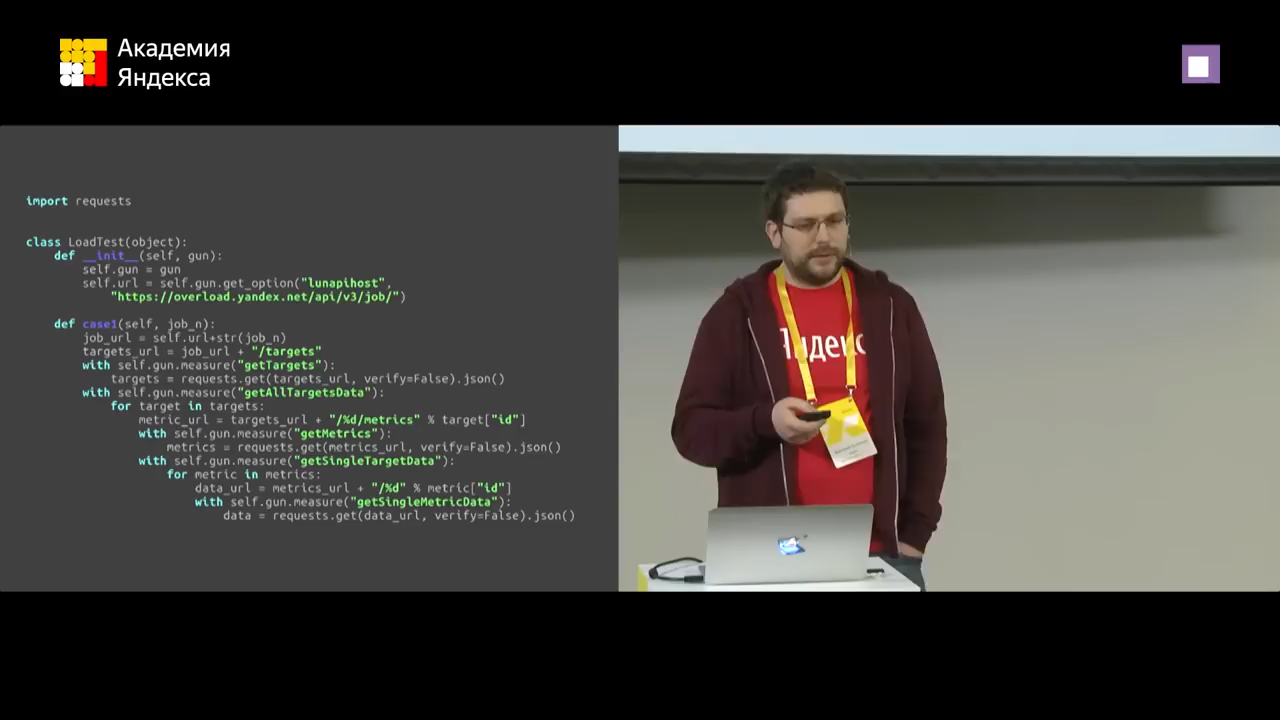 Академия
Яндекса
import requests
class LoadTest(object):
def __init__(self, gun):
self.gun = gun
self.url = self.gun.get_option("lunapihost",
"https://overload.yandex.net/api/v3/job/")
def case1(self, job_n):
job_url = self.url+str(job_n)
targets_url = job_url + "/targets"
with self.gun.measure("getTargets"):
targets = requests.get(targets_url, verify=False).json()
with self.gun.measure("getAllTargetsData"):
for target in targets:
metric_url = targets_url + "/%d/metrics" % target["id"]
with self.gun.measure("getMetrics"):
metrics = requests.get(metrics_url, verify=False).json()
with self.gun.measure("getSingleTargetData"):
for metric in metrics:
data_url = metrics_url + "/%d" % metric["id"]
with self.gun.measure("getSingleMetricData"):
data = requests.get(data_url, verify=False).json()
Яндекс